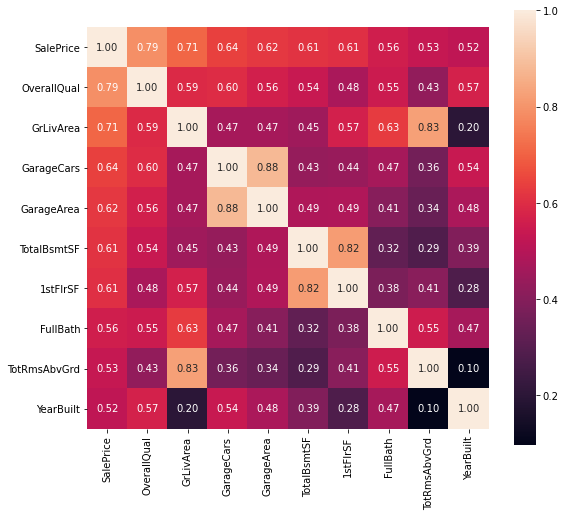 SalePrice 1.00 0.79 0.71 0.64 0.62 0.61 0.61 0.56 0.53 0.52
OverallQual 0.79 1.00 0.59 0.60 0.56 0.54 0.48 0.55 0.43 0.57
GrLivArea 0.71 0.59 1.00 0.47 0.47 0.45 0.57 0.63 0.83 0.20
GarageCars 0.64 0.60 0.47 1.00 0.88 0.43 0.44 0.47 0.36 0.54
GarageArea 0.62 0.56 0.47 0.88 1.00 0.49 0.49 0.41 0.34 0.48
TotalBsmtSF 0.61 0.54 0.45 0.43 0.49 1.00 0.82 0.32 0.29 0.39
1stFlrSF 0.61 0.48 0.57 0.44 0.49 0.82 1.00 0.38 0.41 0.28
FullBath 0.56 0.55 0.63 0.47 0.41 0.32 0.38 1.00 0.55 0.47
TotRmsAbvGrd 0.53 0.43 0.83 0.36 0.34 0.29 0.41 0.55 1.00 0.10
YearBuilt 0.52 0.57 0.20 0.54 0.48 0.39 0.28 0.47 0.10 1.00
SalePrice
OverallQual
GrLivArea
GarageCars
GarageArea
TotalBsmtSF
1stFlrSF
FullBath
TotRmsAbvGrd
YearBuilt
1.0
0.8
0.6
0.4
0.2